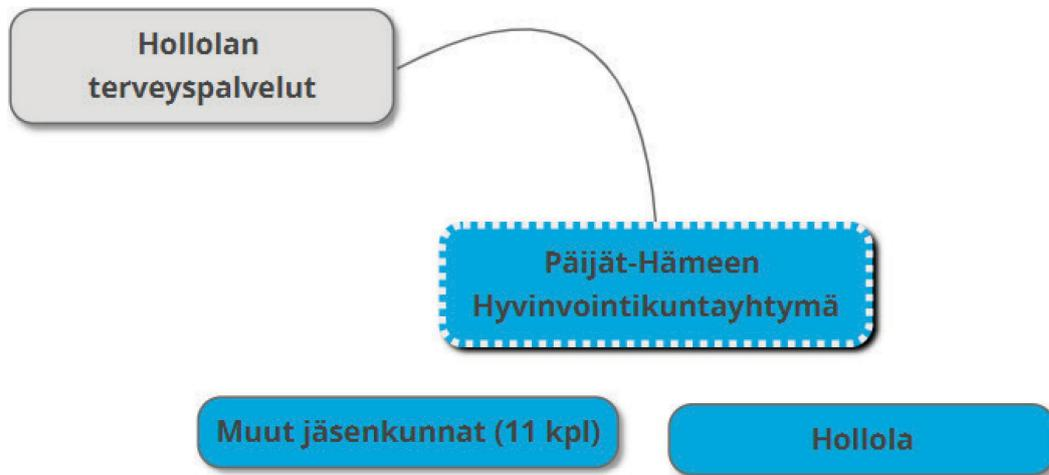 Hollolan
terveyspalvelut
Päijät-Hämeen
Hyvinvointikuntayhtymä
Muut jäsenkunnat (11 kpl)
Hollola